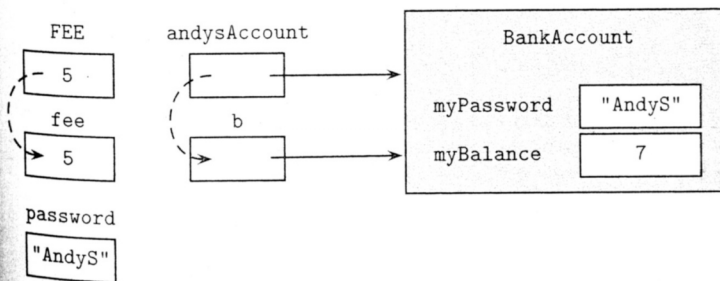 FEE andysAccount BankAccount
5
myPassword "AndyS"
fee b
5 myBalance 7
password
"AndyS"